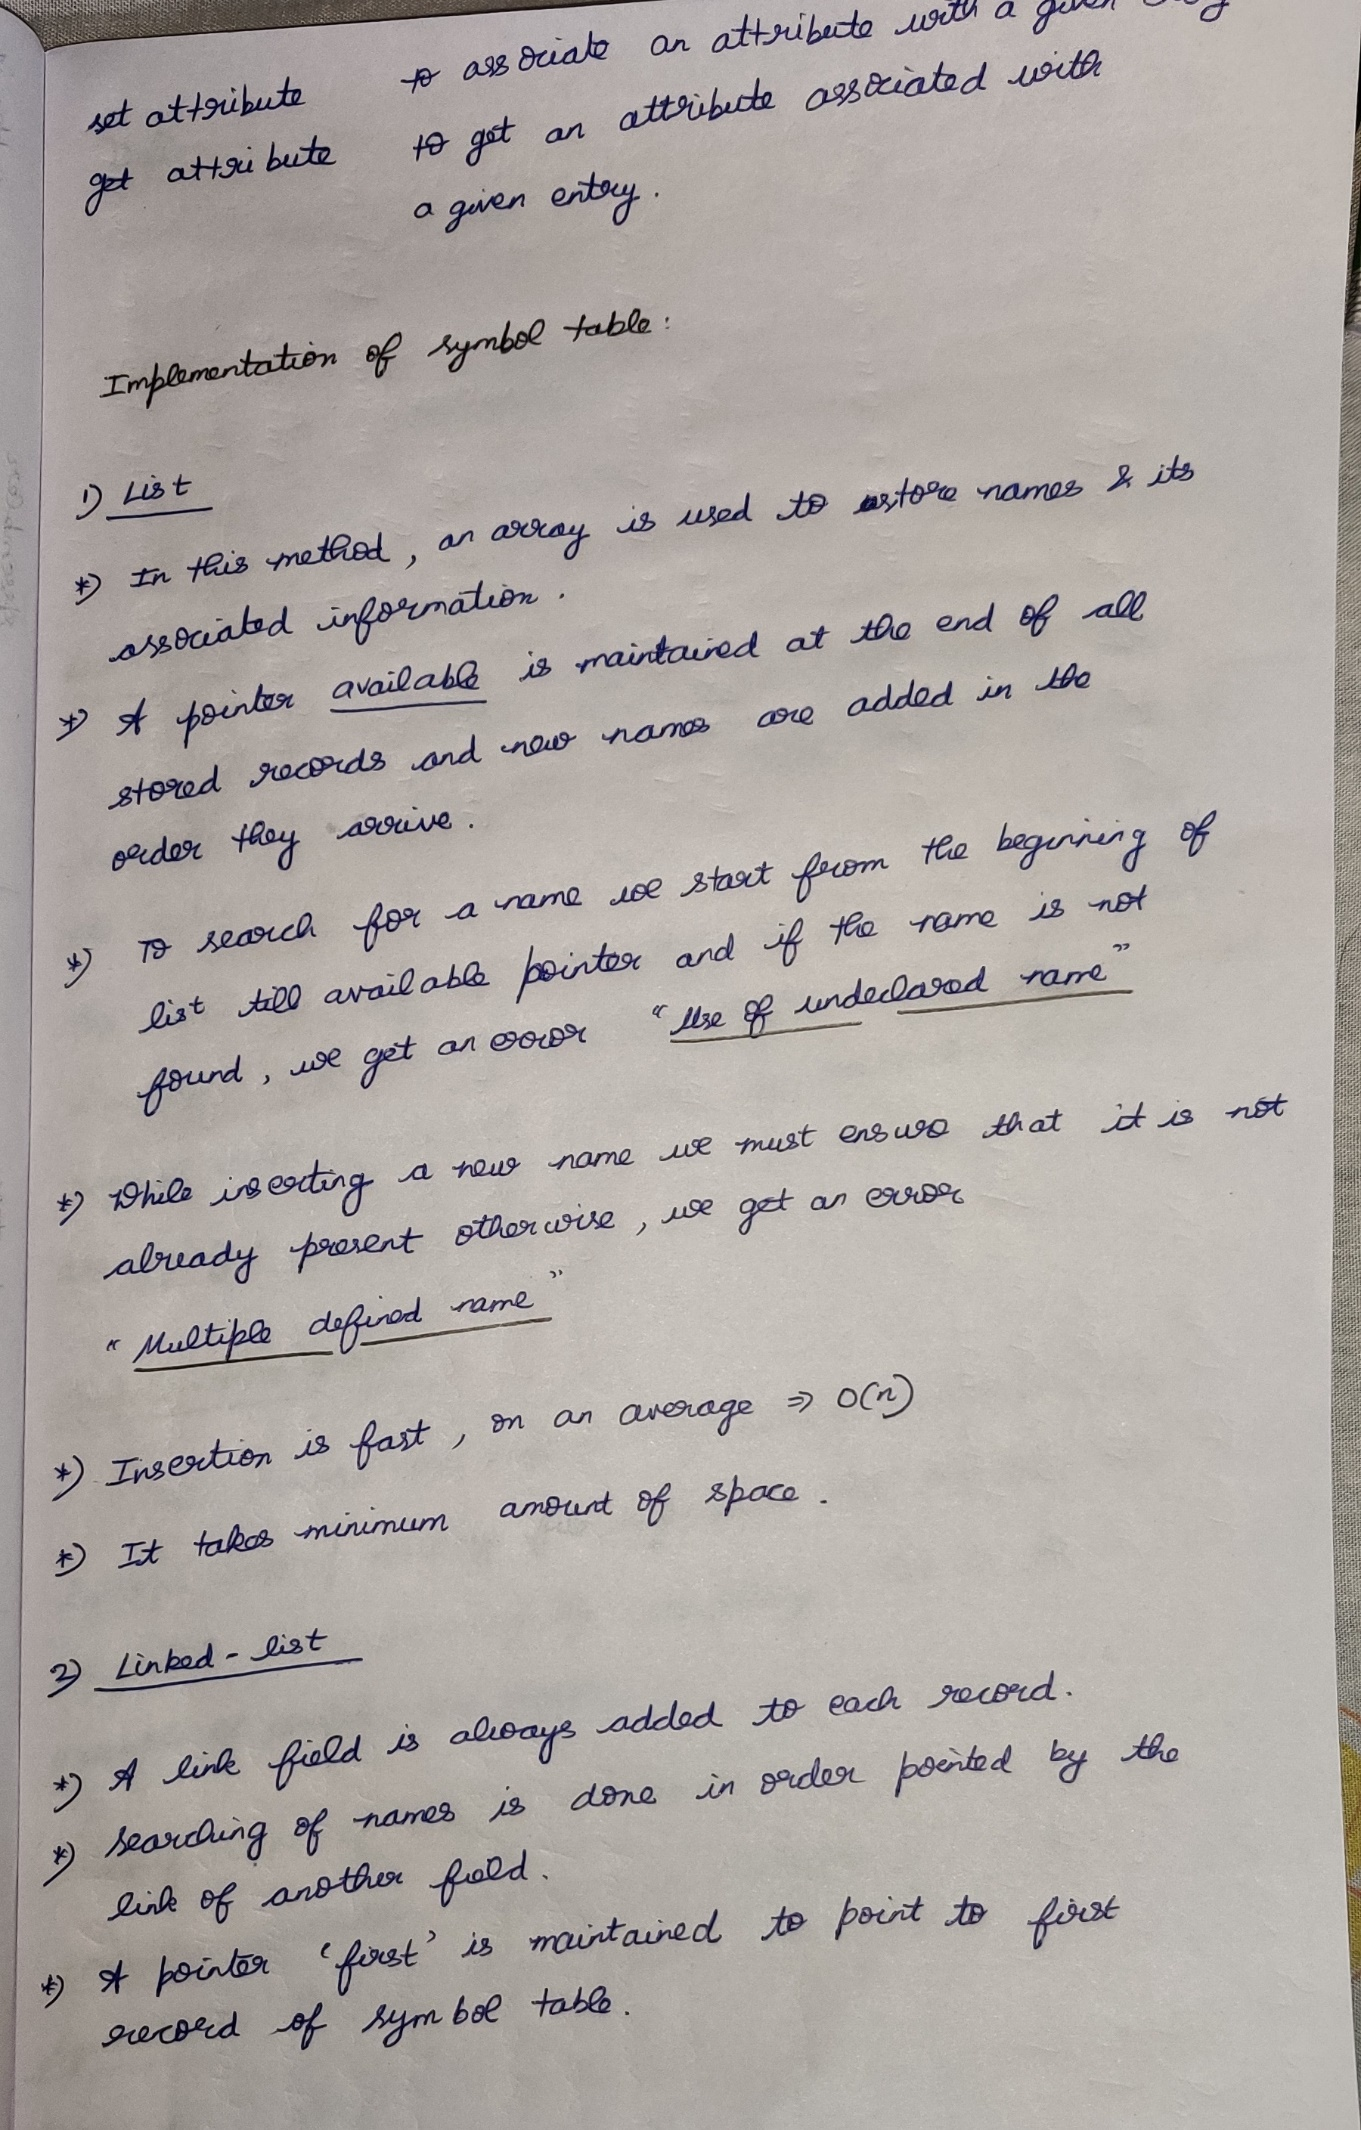 set attribute to associate an attribute with a given
get attribute to get an attribute associated with
a given entry.
Implementation of symbol table:
1) List
*) In this method, an array is used to store names & its
associated information.
*) A pointer available is maintained at the end of all
stored records and new names are added in the
order they arrive.
*) To search for a name we start from the beginning of
list till available pointer and if the name is not
found, we get an error "Use of undeclared name"
*) While inserting a new name we must ensure that it is not
already present otherwise, we get an error
"Multiple defined name"
*) Insertion is fast, on an average ⇒ O(n)
*) It takes minimum amount of space.
2) Linked-list
*) A link field is always added to each record.
*) Searching of names is done in order pointed by the
link of another field.
*) A pointer 'first' is maintained to point to first
record of symbol table.